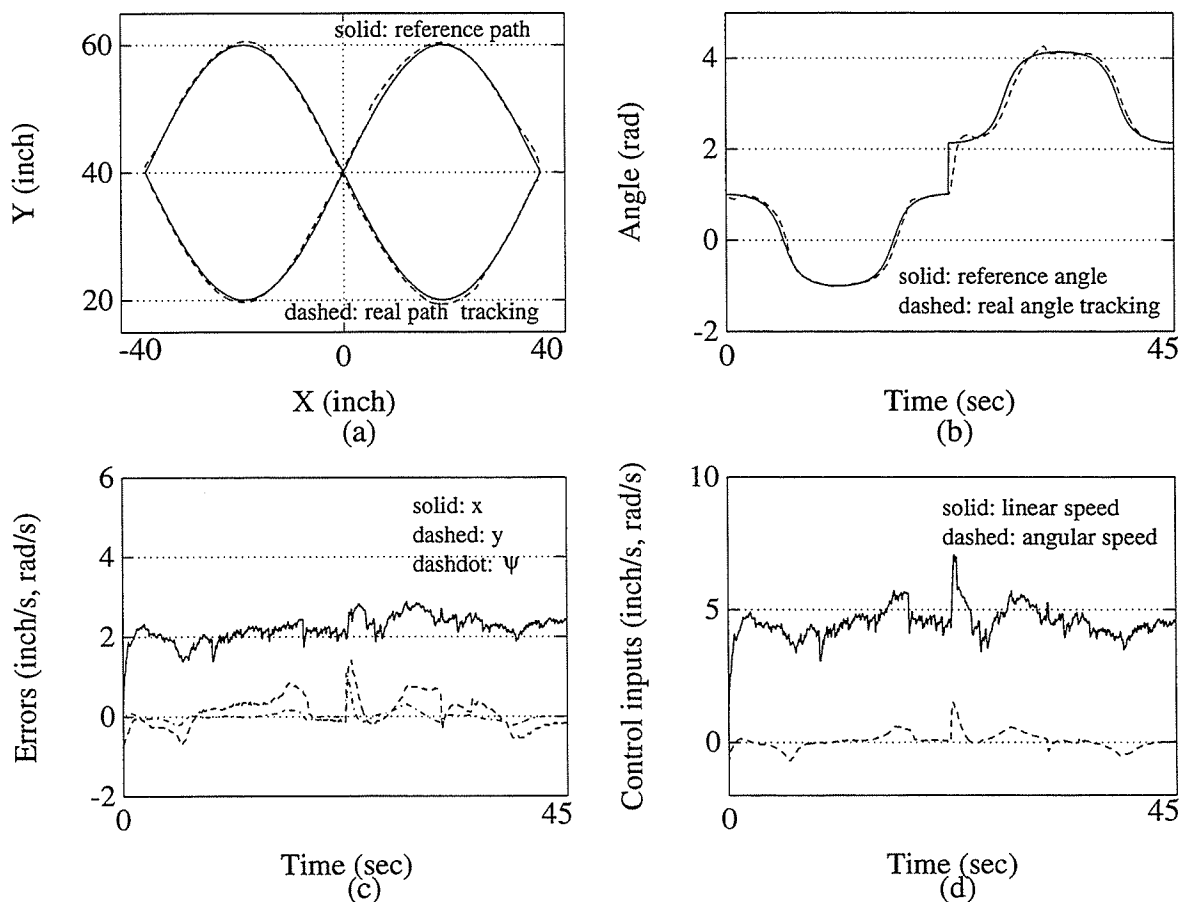 solid: reference path
60
Y (inch)
40
20
dashed: real path tracking
-40
0
40
X (inch)
(a)
4
Angle (rad)
2
0
solid: reference angle
dashed: real angle tracking
-2
0
45
Time (sec)
(b)
6
Errors (inch/s, rad/s)
solid: x
dashed: y
dashdot: ψ
4
2
0
-2
0
45
Time (sec)
(c)
10
Control inputs (inch/s, rad/s)
solid: linear speed
dashed: angular speed
5
0
0
45
Time (sec)
(d)